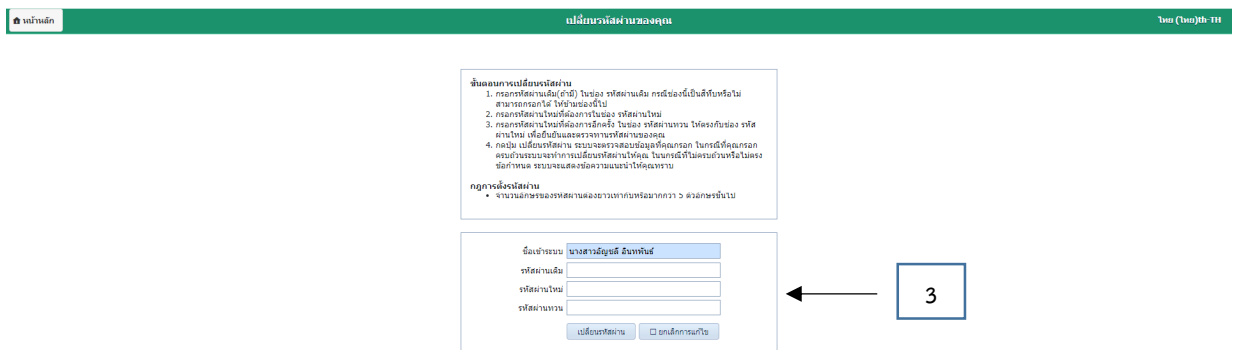 หน้าหลัก
เปลี่ยนรหัสผ่านของคุณ
ไทย (ไทย)th-TH
ขั้นตอนการเปลี่ยนรหัสผ่าน
1. กรอกรหัสผ่านเดิม(ถ้ามี) ในช่อง รหัสผ่านเดิม กรณีช่องนี้เป็นสีทึบหรือไม่
สามารถกรอกได้ ให้ข้ามช่องนี้ไป
2. กรอกรหัสผ่านใหม่ที่ต้องการในช่อง รหัสผ่านใหม่
3. กรอกรหัสผ่านใหม่ที่ต้องการอีกครั้ง ในช่อง รหัสผ่านทวน ให้ตรงกับช่อง รหัส
ผ่านใหม่ เพื่อยืนยันและตรวจทานรหัสผ่านของคุณ
4. กดปุ่ม เปลี่ยนรหัสผ่าน ระบบจะตรวจสอบข้อมูลที่คุณกรอก ในกรณีที่คุณกรอก
ครบถ้วนระบบจะทำการเปลี่ยนรหัสผ่านให้คุณ ในนกรณีที่ไม่ครบถ้วนหรือไม่ตรง
ข้อกำหนด ระบบจะแสดงข้อความแนะนำให้คุณทราบ
กฎการตั้งรหัสผ่าน
• จำนวนอักษรของรหัสผ่านต้องยาวเท่ากับหรือมากกว่า 5 ตัวอักษรขึ้นไป
ชื่อเข้าระบบ นางสาวอัญชลี อินทพันธ์
รหัสผ่านเดิม
รหัสผ่านใหม่
3
รหัสผ่านทวน
เปลี่ยนรหัสผ่าน ยกเลิกการแก้ไข